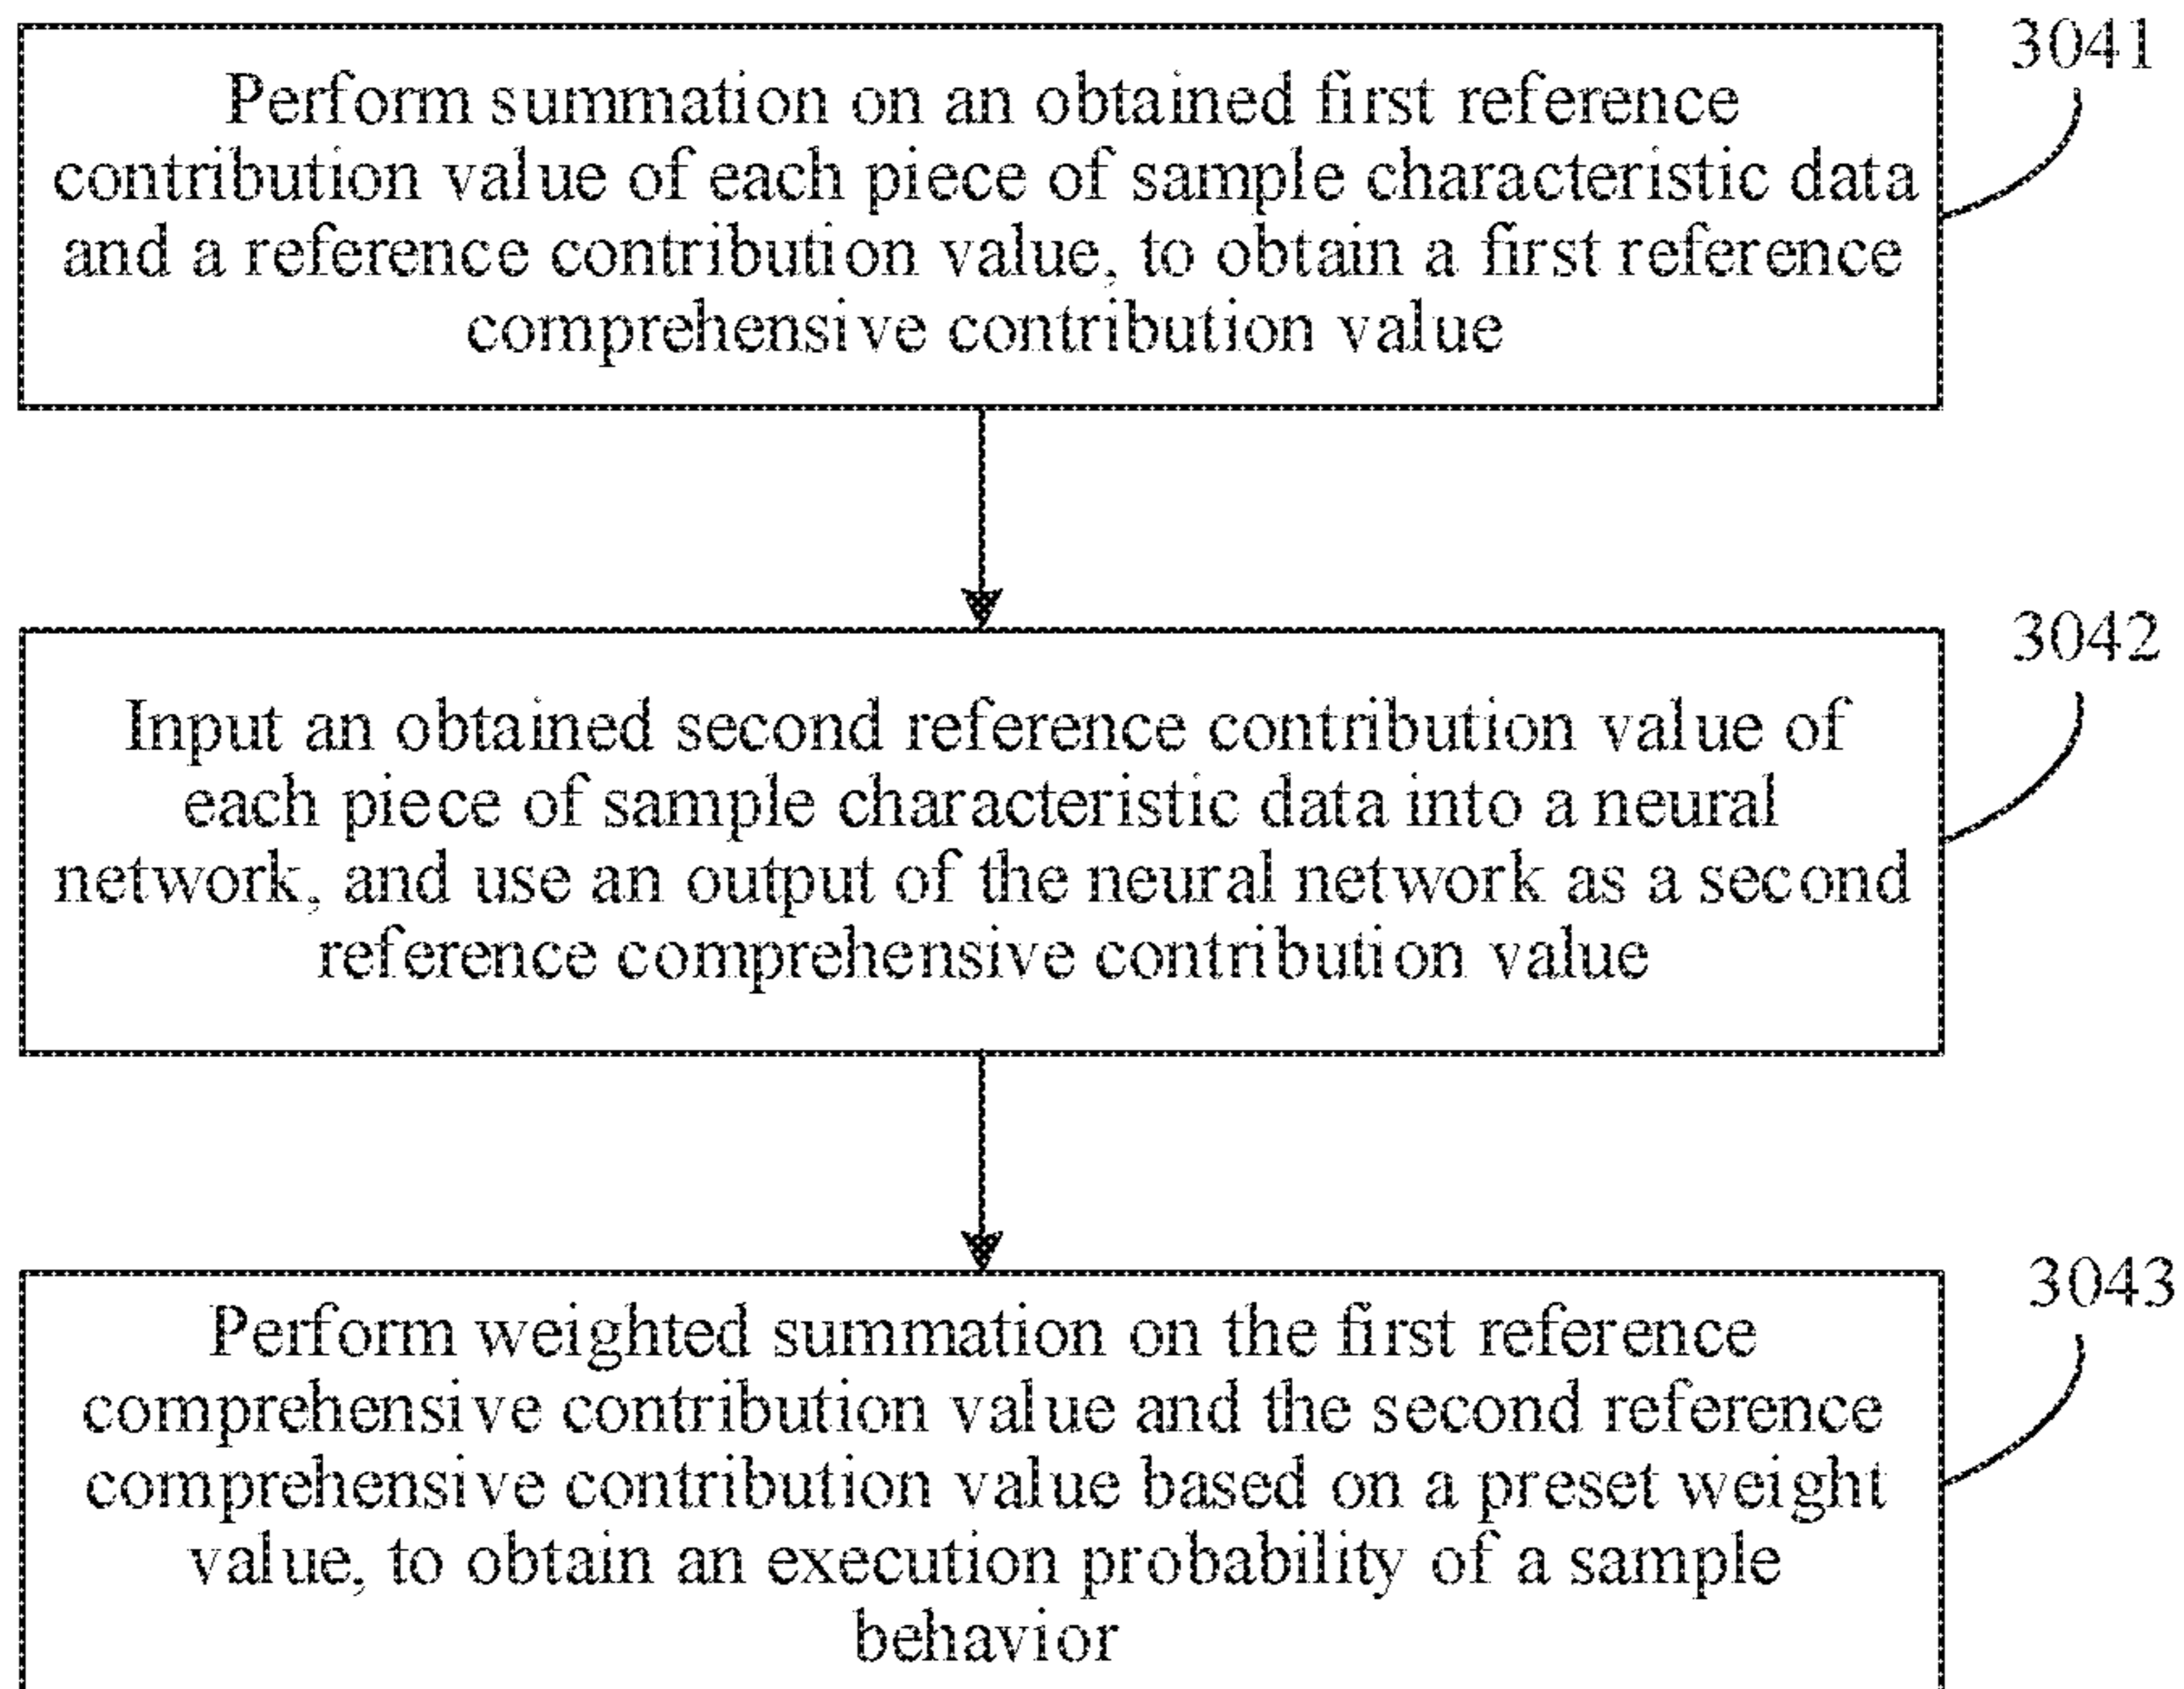 3041
Perform summation on an obtained first reference
contribution value of each piece of sample characteristic data
and a reference contribution value, to obtain a first reference
comprehensive contribution value
3042
Input an obtained second reference contribution value of
each piece of sample characteristic data into a neural
network, and use an output of the neural network as a second
reference comprehensive contribution value
3043
Perform weighted summation on the first reference
comprehensive contribution value and the second reference
comprehensive contribution value based on a preset weight
value, to obtain an execution probability of a sample
behavior